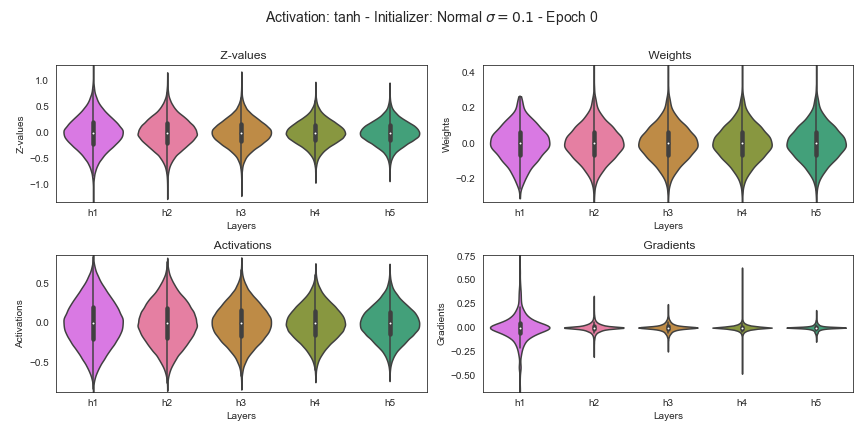 Activation: tanh - Initializer: Normal σ = 0.1 - Epoch 0
Z-values
Z-values
1.0
0.5
0.0
−0.5
−1.0
h1 h2 h3 h4 h5
Layers
Weights
Weights
0.4
0.2
0.0
−0.2
h1 h2 h3 h4 h5
Layers
Activations
Activations
0.5
0.0
−0.5
h1 h2 h3 h4 h5
Layers
Gradients
Gradients
0.75
0.50
0.25
0.00
−0.25
−0.50
h1 h2 h3 h4 h5
Layers